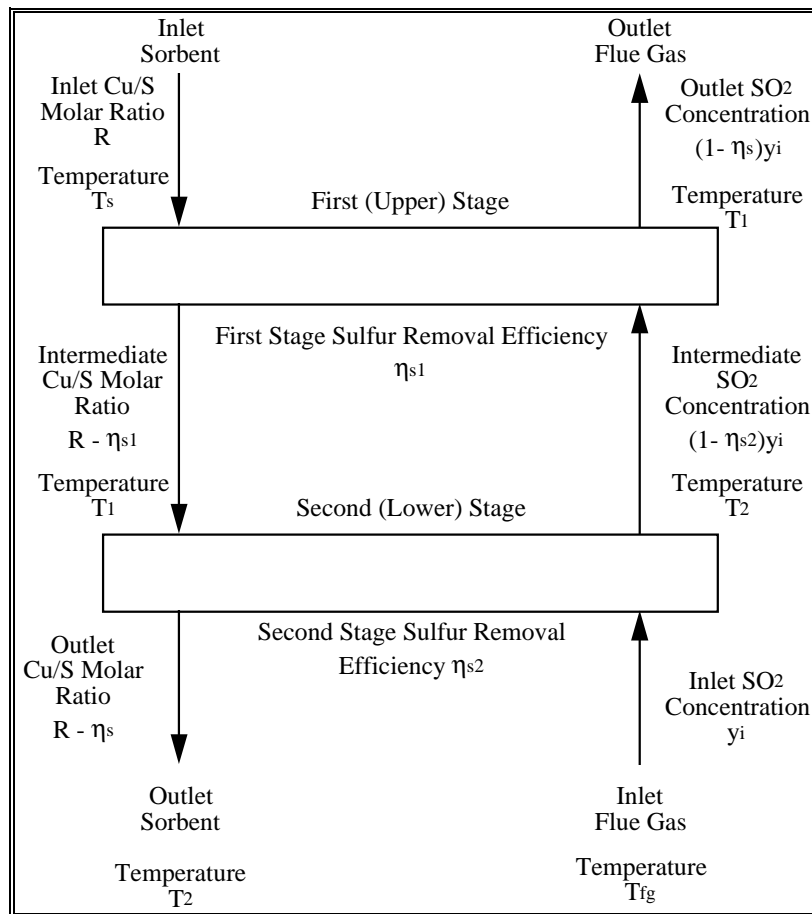 Inlet
Sorbent
Outlet
Flue Gas
Inlet Cu/S
Molar Ratio
R
Outlet SO2
Concentration
(1- ηs)yi
Temperature
Ts
First (Upper) Stage
Temperature
T1
First Stage Sulfur Removal Efficiency
ηs1
Intermediate
Cu/S Molar
Ratio
R - ηs1
Intermediate
SO2
Concentration
(1- ηs2)yi
Temperature
T1
Second (Lower) Stage
Temperature
T2
Second Stage Sulfur Removal
Efficiency ηs2
Outlet
Cu/S Molar
Ratio
R - ηs
Inlet SO2
Concentration
yi
Outlet
Sorbent
Inlet
Flue Gas
Temperature
T2
Temperature
Tfg